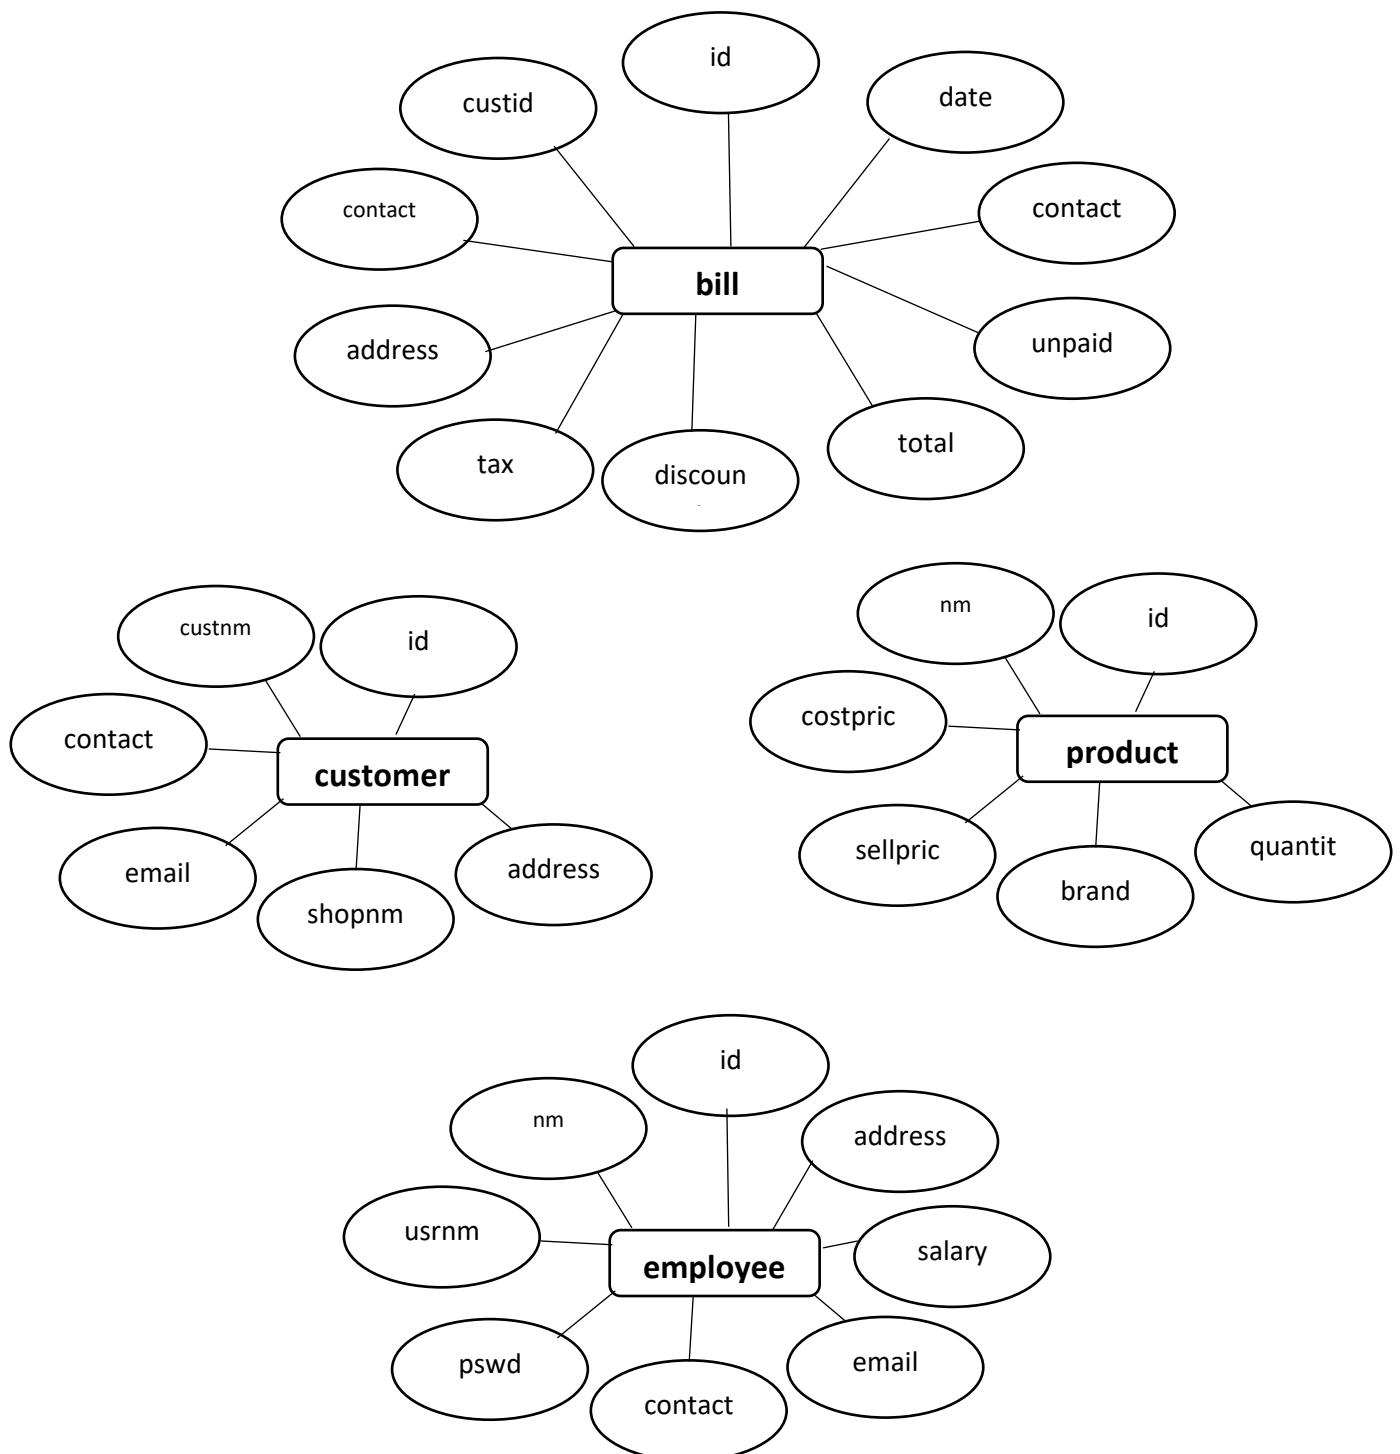 id
custid
date
contact
contact
bill
address
unpaid
tax
discoun
total
custnm
id
contact
customer
email
shopnm
address
nm
id
costpric
product
sellpric
brand
quantit
id
nm
address
usrnm
salary
employee
pswd
contact
email